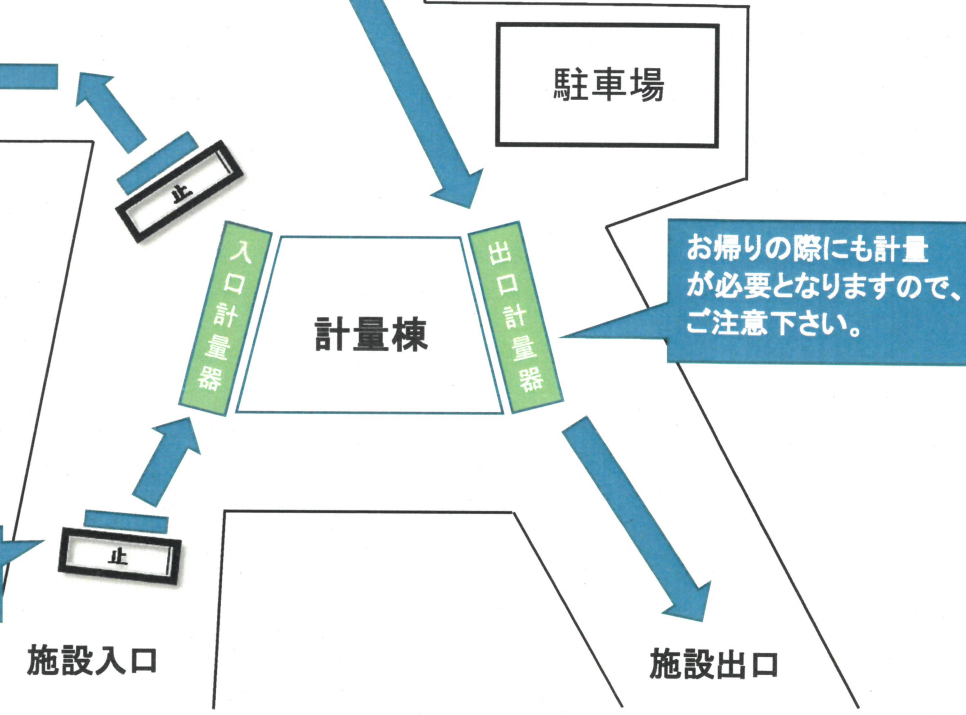 駐車場
止
入口計量器
計量棟
出口計量器
お帰りの際にも計量
が必要となりますので、
ご注意下さい。
止
施設入口
施設出口